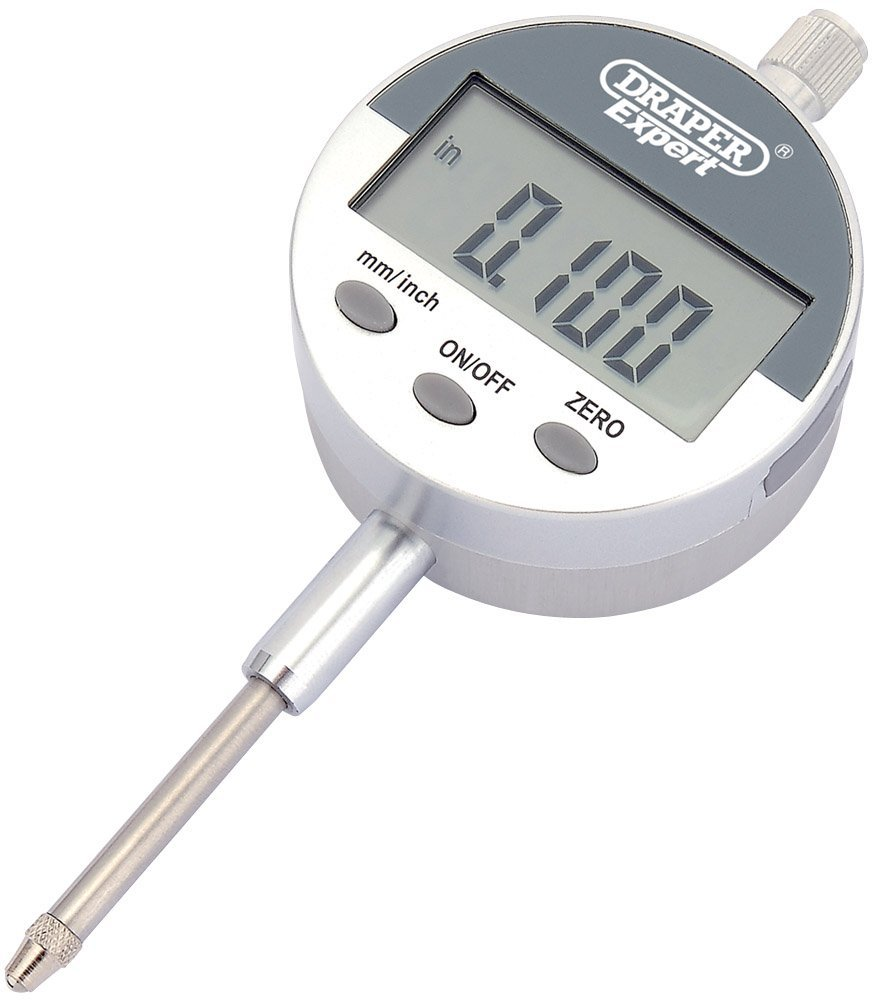 DRAPER®
Expert
in
0.100
mm/inch
ON/OFF
ZERO